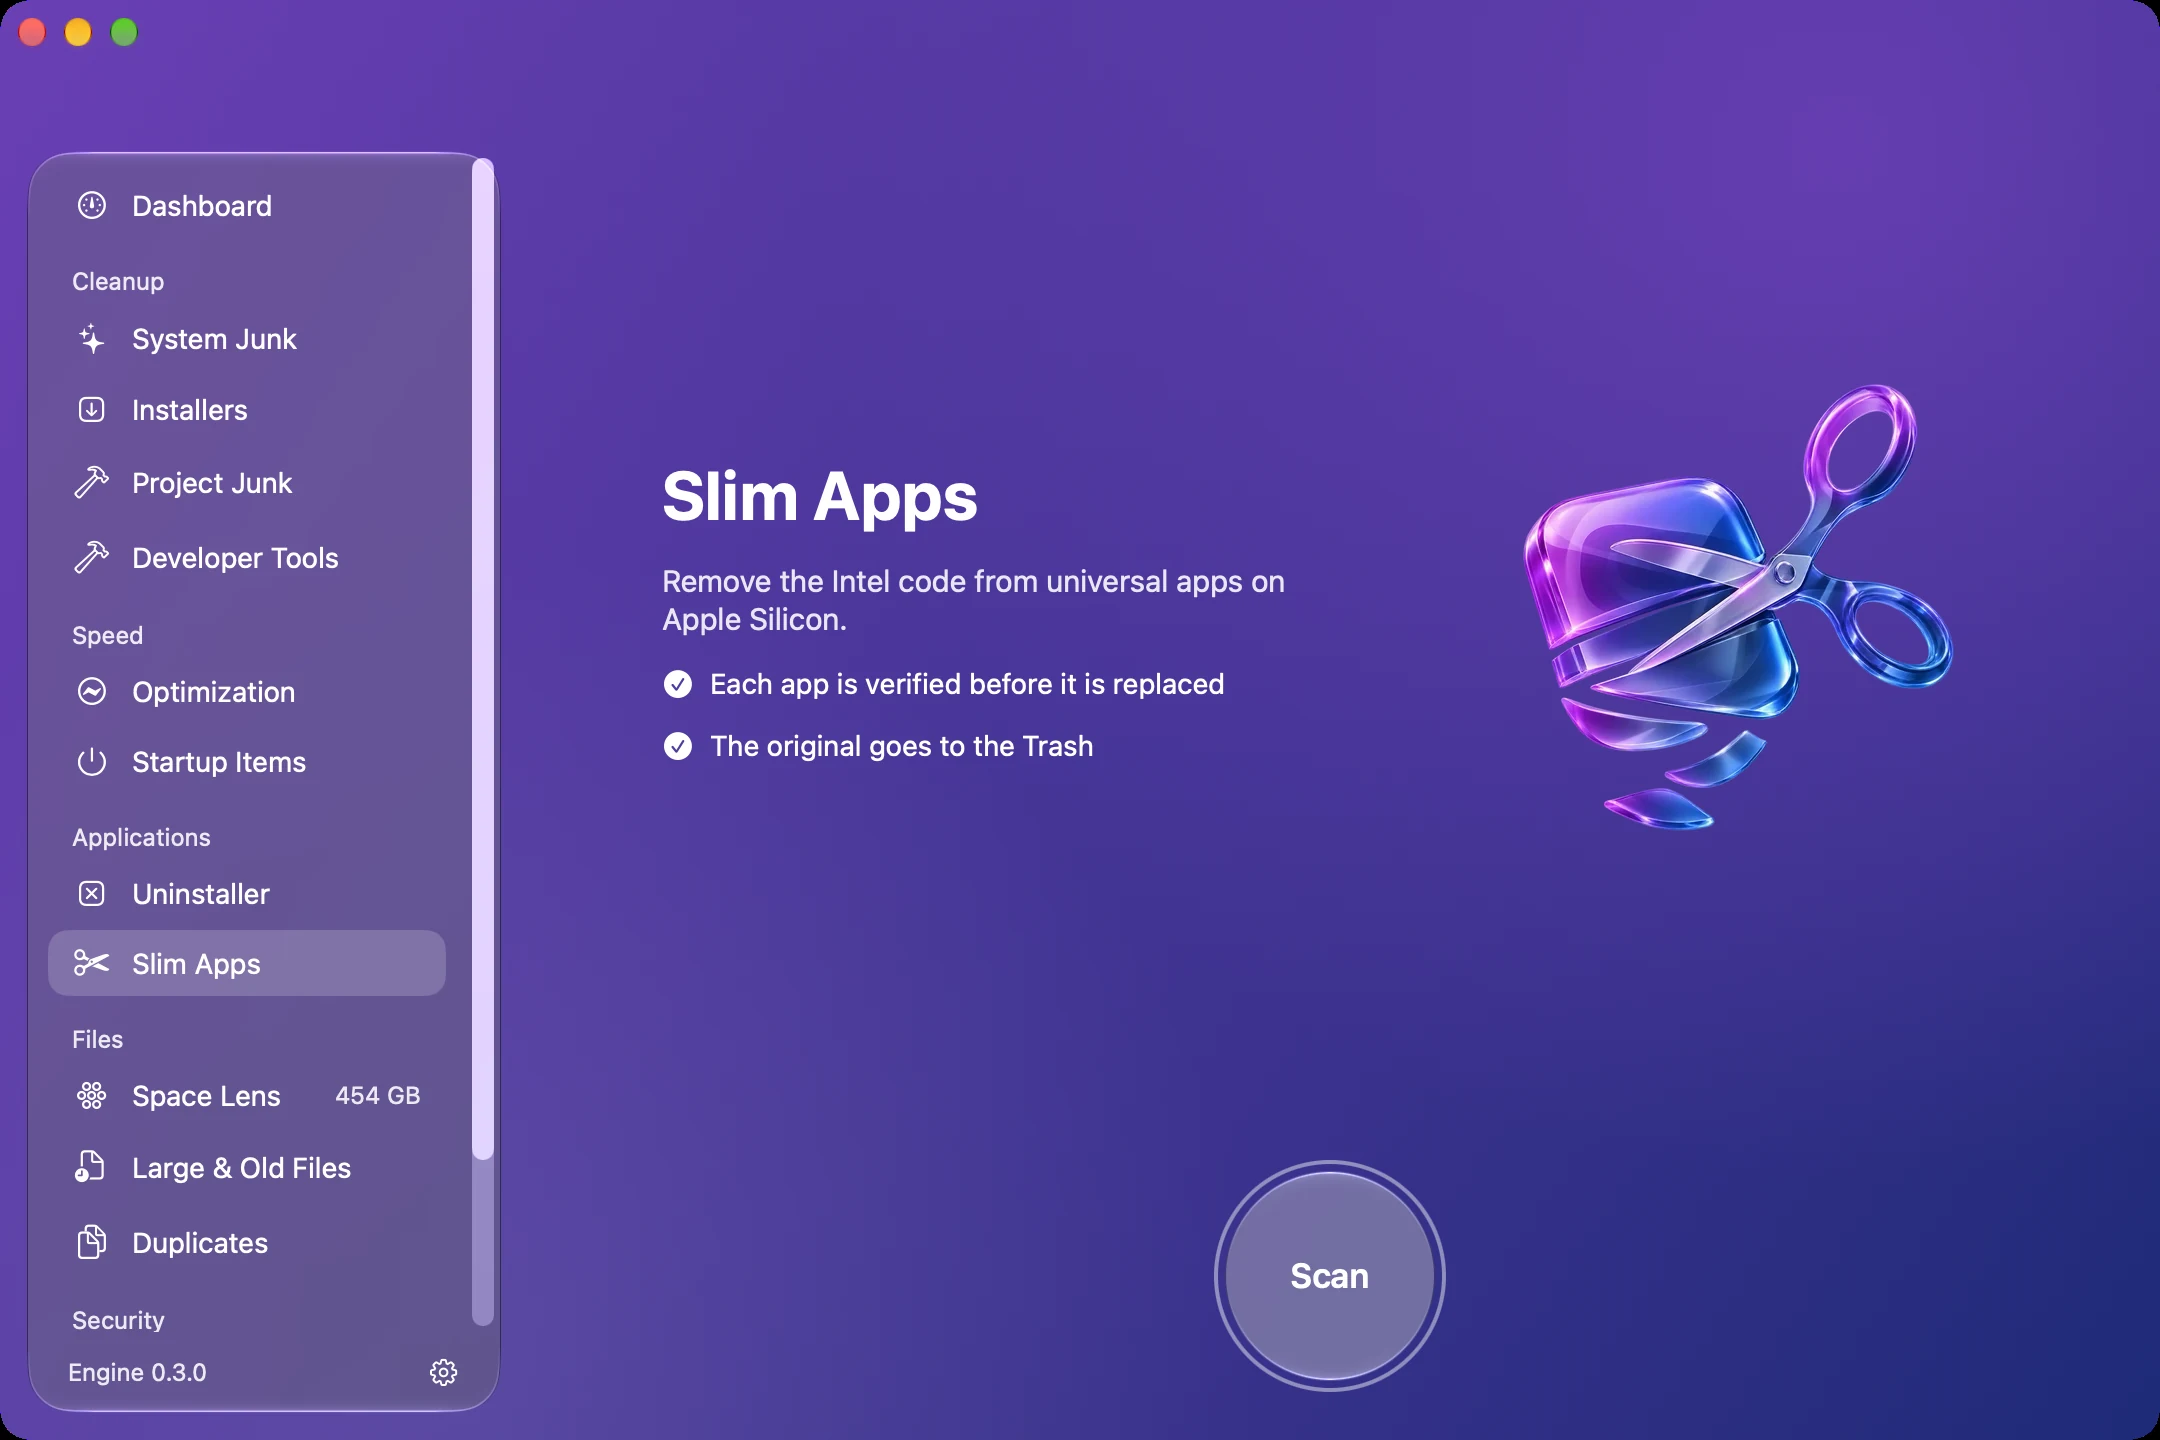 Dashboard
Cleanup
System Junk
Installers
Project Junk
Developer Tools
Speed
Optimization
Startup Items
Applications
Uninstaller
Slim Apps
Files
Space Lens 454 GB
Large & Old Files
Duplicates
Security
Engine 0.3.0
Slim Apps
Remove the Intel code from universal apps on
Apple Silicon.
Each app is verified before it is replaced
The original goes to the Trash
Scan